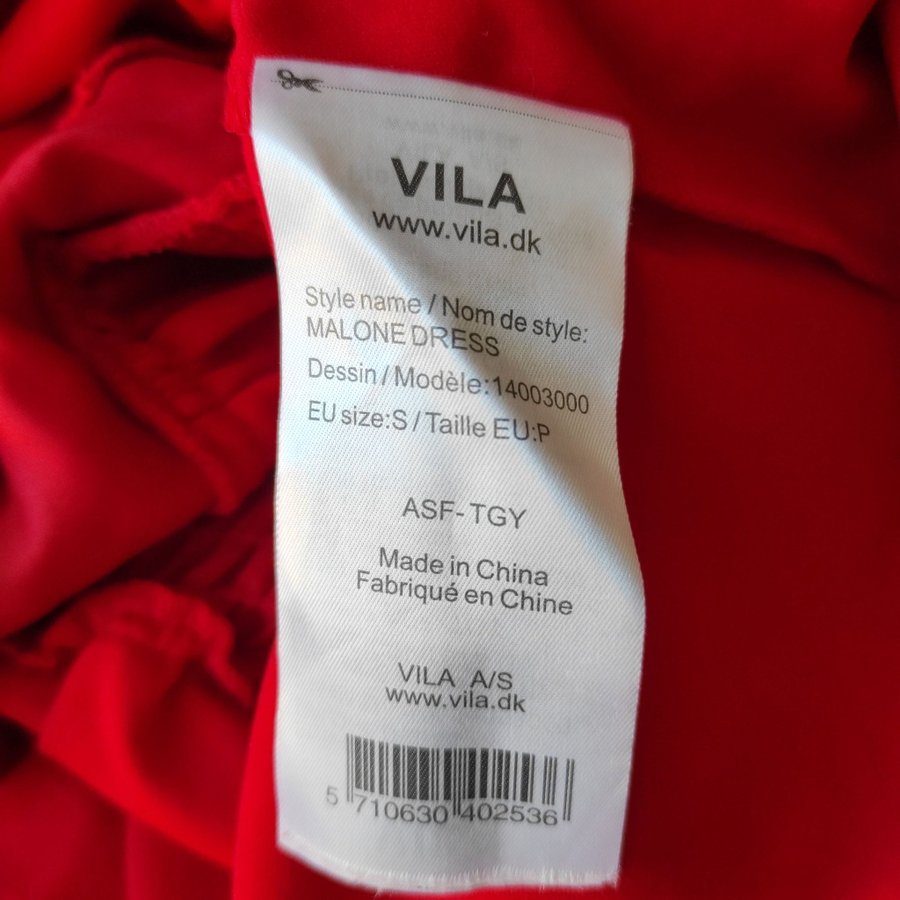 VILA
www.vila.dk
Style name / Nom de style:
MALONE DRESS
Dessin / Modèle:14003000
EU size:S / Taille EU:P
ASF-TGY
Made in China
Fabriqué en Chine
VILA A/S
www.vila.dk
5 710630 402536